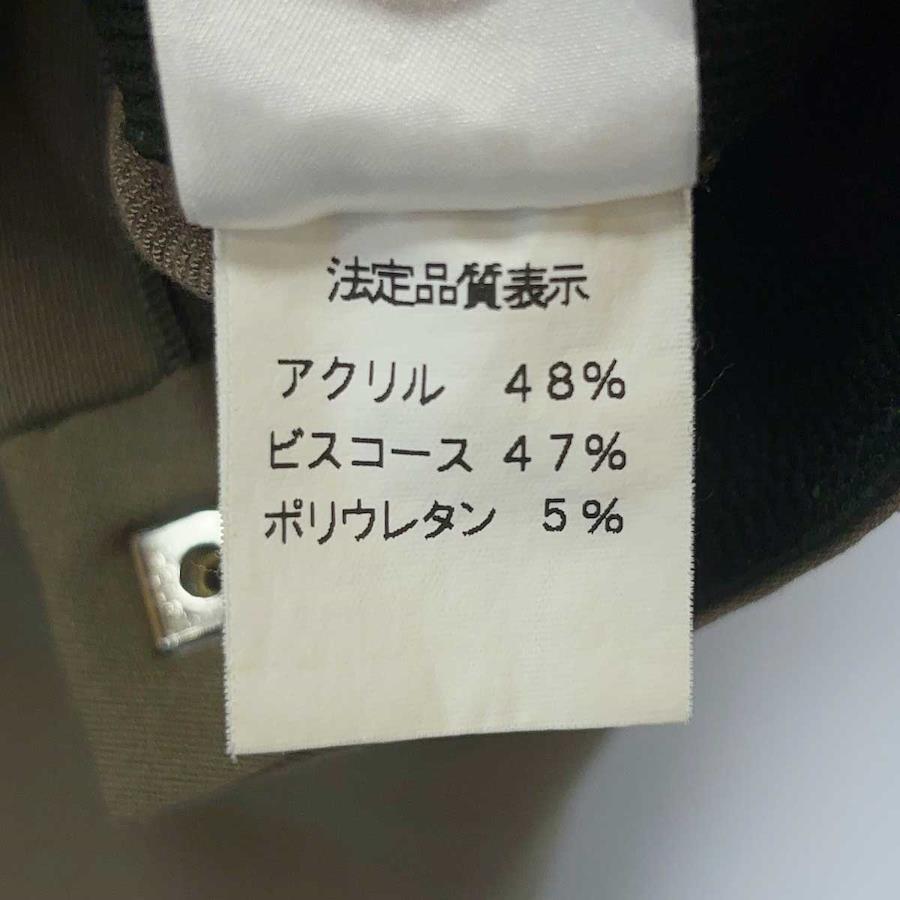 法定品質表示
アクリル 48%
ビスコース 47%
ポリウレタン 5%